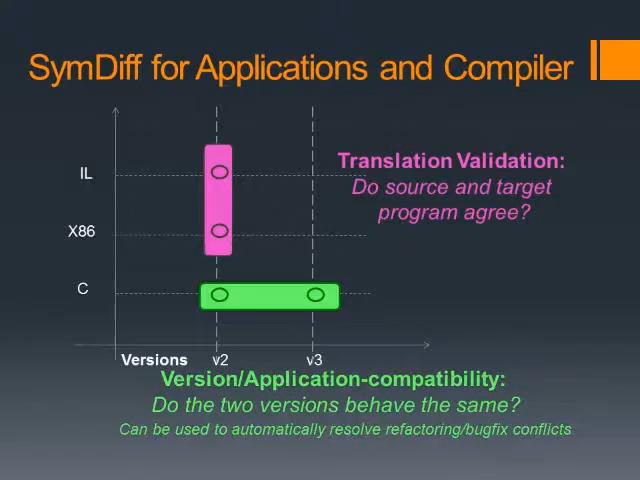 SymDiff for Applications and Compiler
IL
Translation Validation:
Do source and target
program agree?
X86
C
Versions v2 v3
Version/Application-compatibility:
Do the two versions behave the same?
Can be used to automatically resolve refactoring/bugfix conflicts